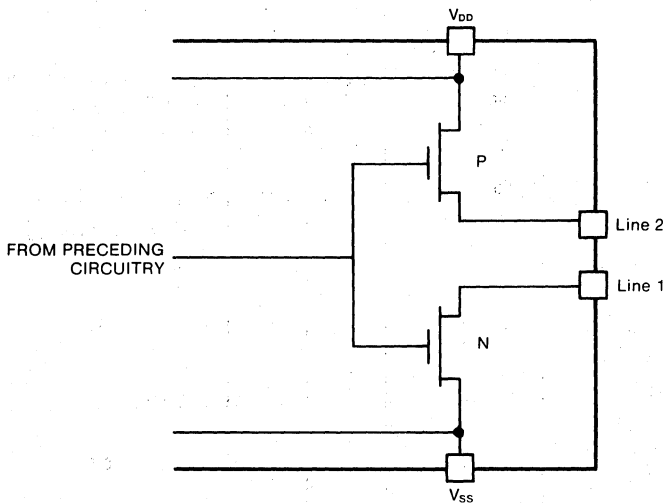 VDD
P
Line 2
FROM PRECEDING
CIRCUITRY
Line 1
N
VSS